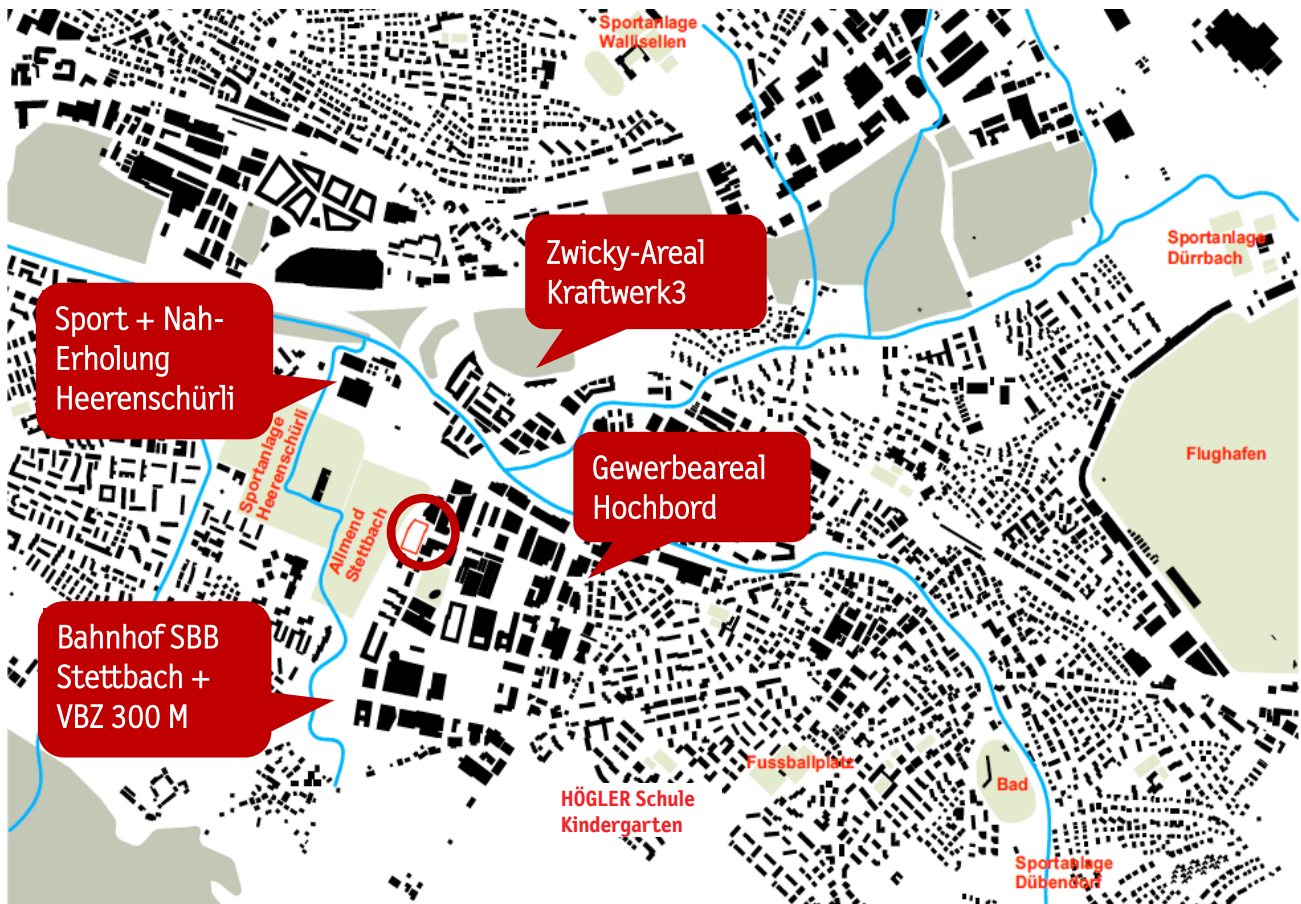 Sportanlage
Wallisellen
Zwicky-Areal
Kraftwerk3
Sportanlage
Dürrbach
Sport + Nah-
Erholung
Heerenschürli
Sportanlage
Heerenschürli
Gewerbeareal
Hochbord
Flughafen
Allmend
Stettbach
Bahnhof SBB
Stettbach +
VBZ 300 M
Fussballplatz
Bad
HÖGLER Schule
Kindergarten
Sportanlage
Dübendorf